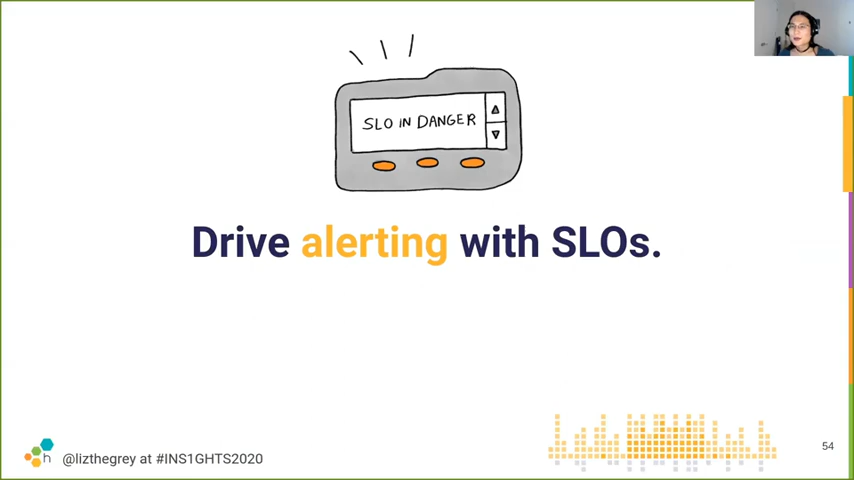 SLO IN DANGER
Drive alerting with SLOs.
h
@lizthegrey at #INS1GHTS2020
54